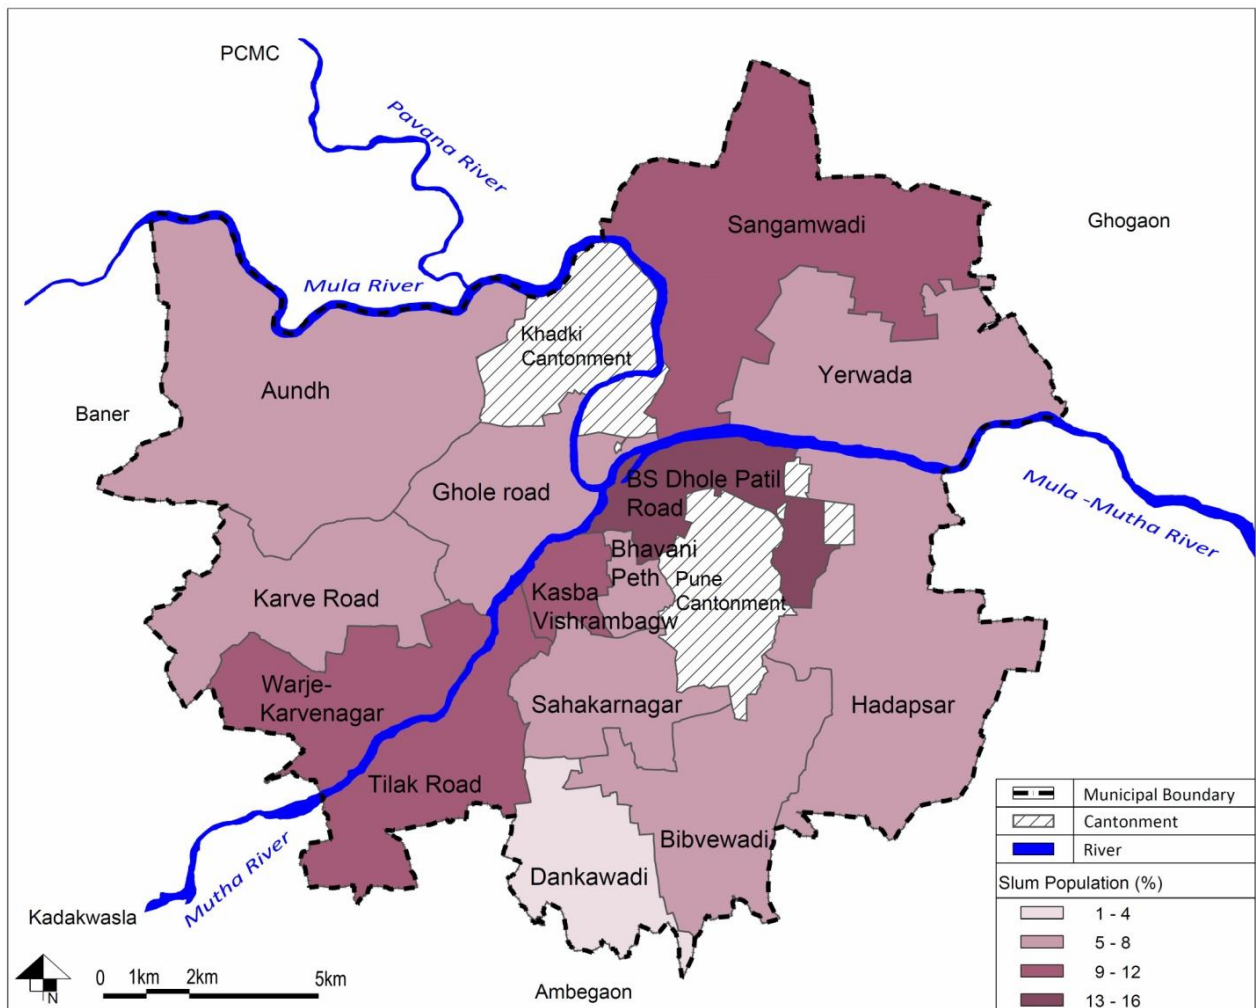 PCMC
Pavana River
Sangamwadi
Ghogaon
Mula River
Khadki
Cantonment
Aundh
Yerwada
Baner
Ghole road
BS Dhole Patil
Road
Mula -Mutha River
Bhavani
Peth
Pune
Cantonment
Karve Road
Kasba
Vishrambagw
Warje-
Karvenagar
Sahakarnagar
Hadapsar
Tilak Road
Bibvewadi
Dankawadi
Mutha River
Kadakwasla
Ambegaon
N
0 1km 2km 5km
Municipal Boundary
Cantonment
River
Slum Population (%)
1 - 4
5 - 8
9 - 12
13 - 16